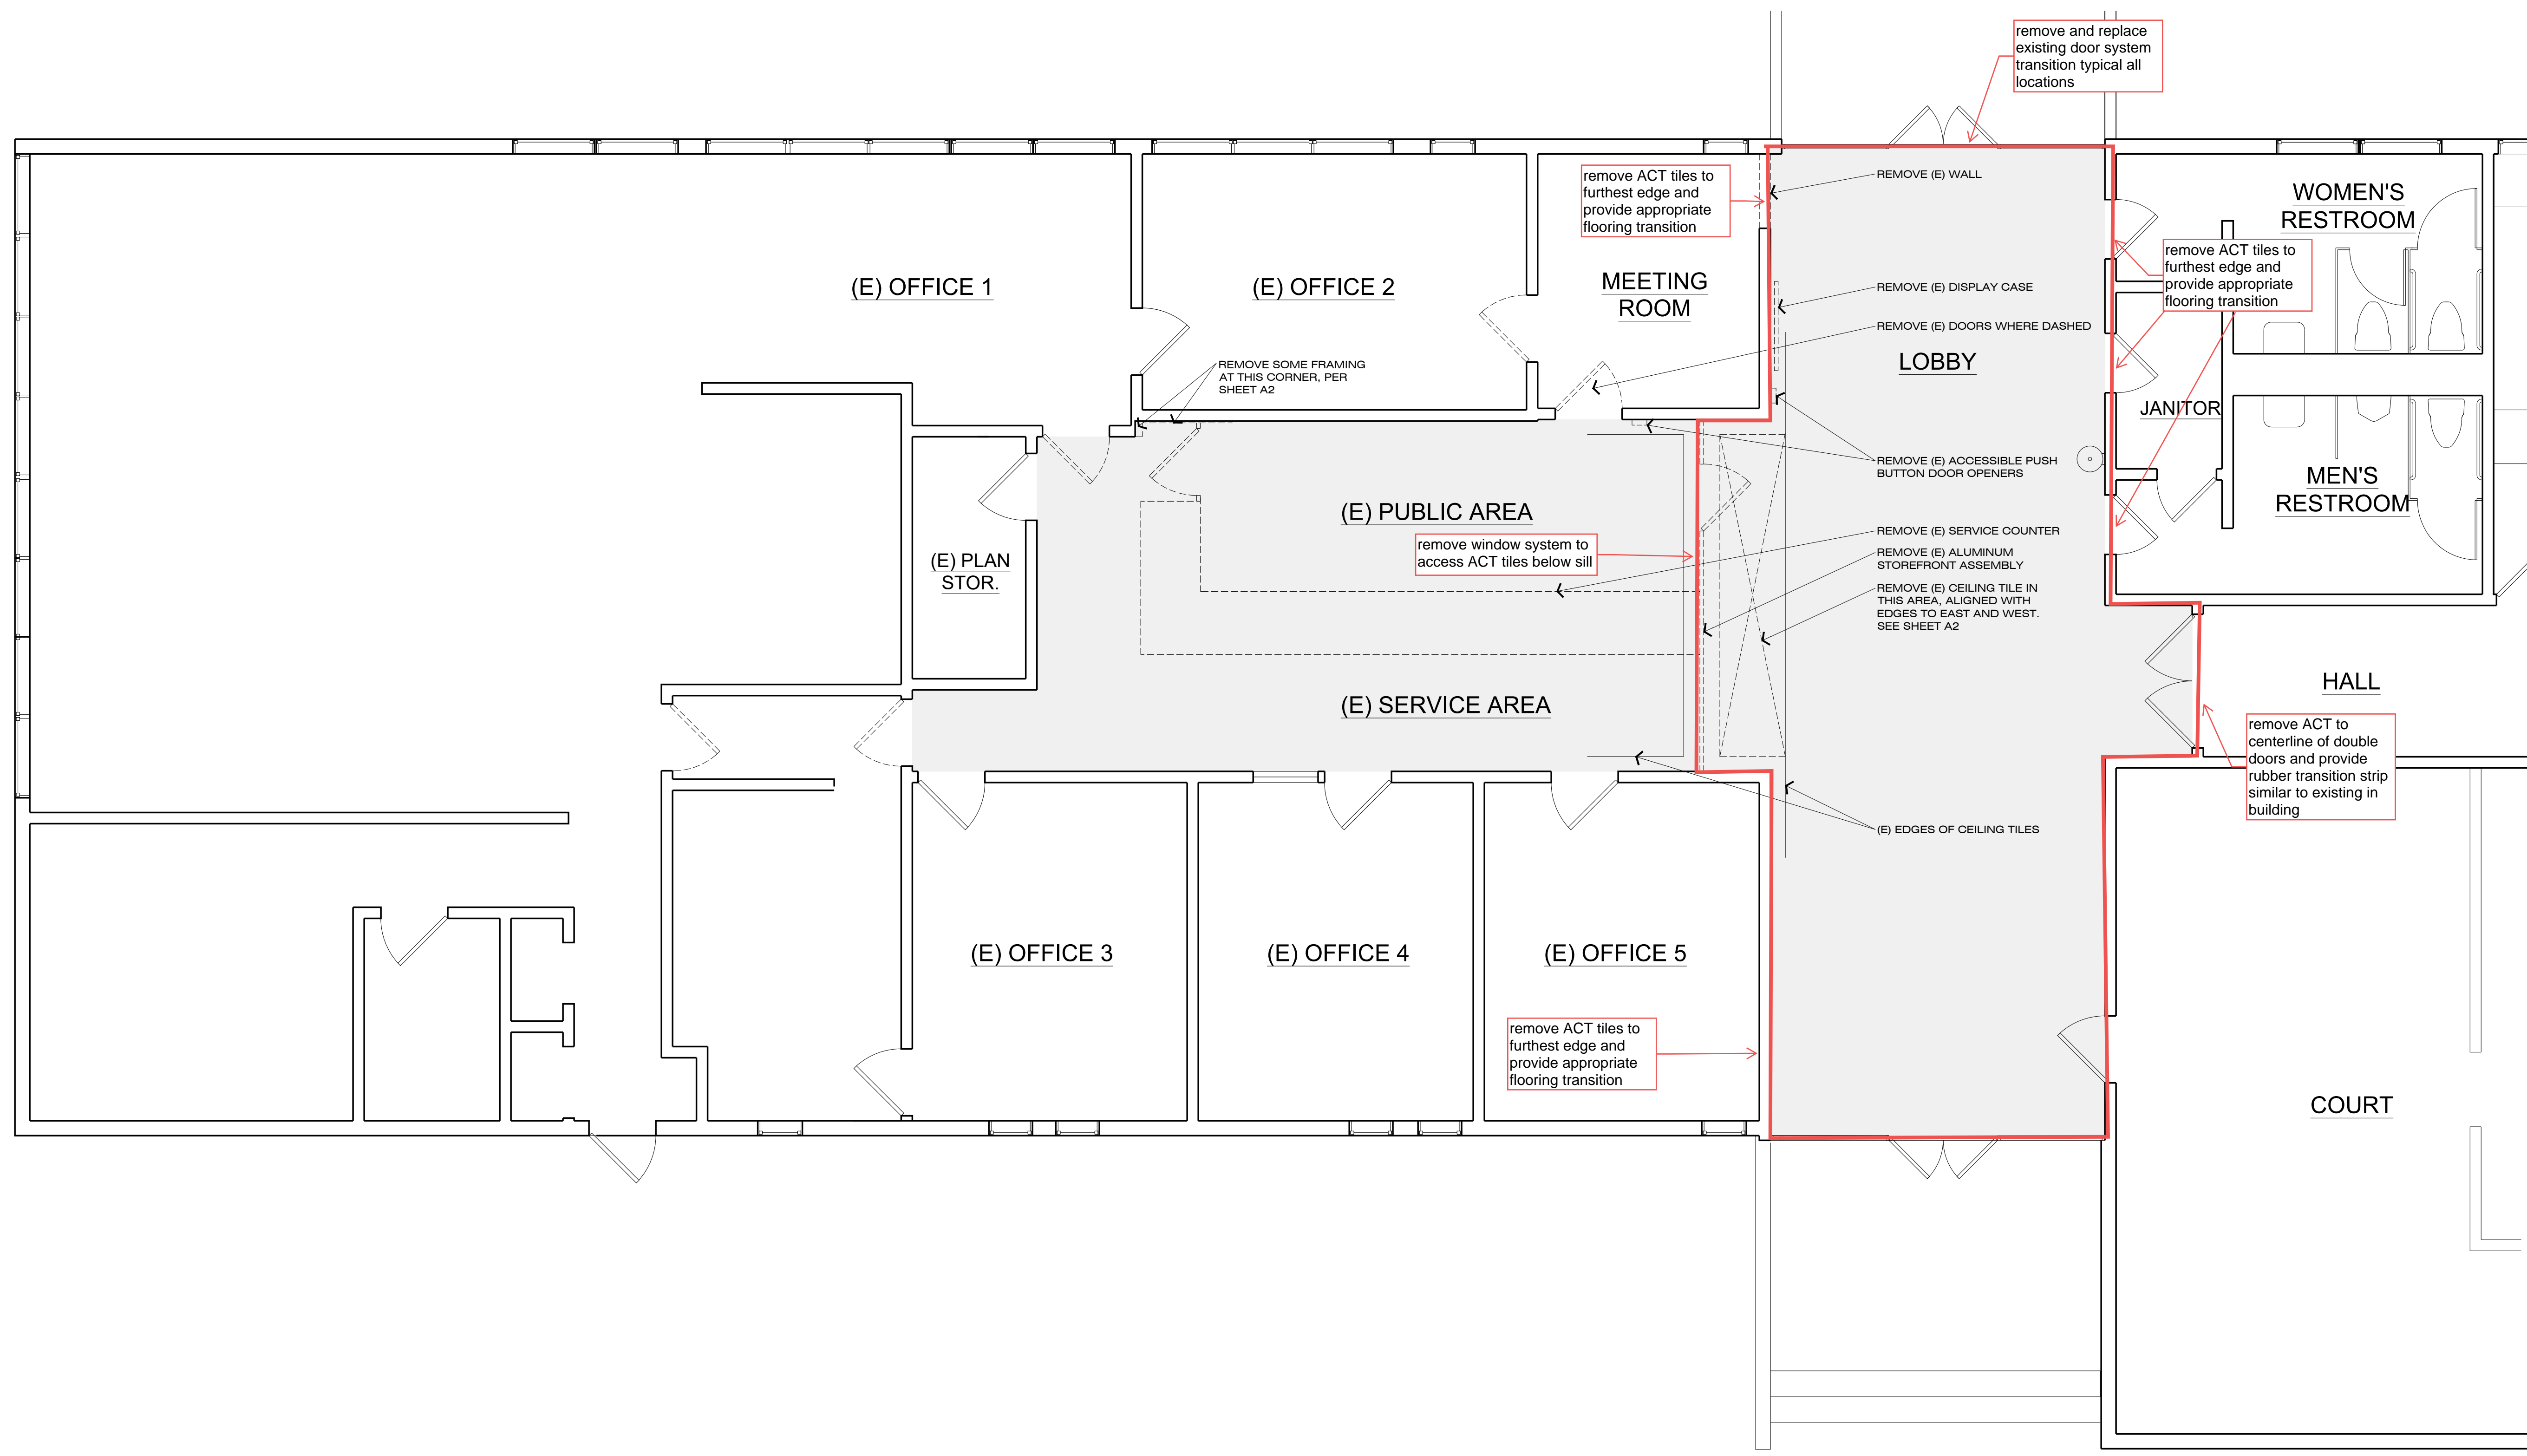 remove and replace
existing door system
transition typical all
locations
remove ACT tiles to
furthest edge and
provide appropriate
flooring transition
REMOVE (E) WALL
WOMEN'S
RESTROOM
remove ACT tiles to
furthest edge and
provide appropriate
flooring transition
(E) OFFICE 1
(E) OFFICE 2
MEETING
ROOM
REMOVE (E) DISPLAY CASE
REMOVE (E) DOORS WHERE DASHED
LOBBY
REMOVE SOME FRAMING
AT THIS CORNER, PER
SHEET A2
JANITOR
REMOVE (E) ACCESSIBLE PUSH
BUTTON DOOR OPENERS
MEN'S
RESTROOM
(E) PUBLIC AREA
remove window system to
access ACT tiles below sill
REMOVE (E) SERVICE COUNTER
REMOVE (E) ALUMINUM
STOREFRONT ASSEMBLY
(E) PLAN
STOR.
REMOVE (E) CEILING TILE IN
THIS AREA, ALIGNED WITH
EDGES TO EAST AND WEST.
SEE SHEET A2
(E) SERVICE AREA
HALL
remove ACT to
centerline of double
doors and provide
rubber transition strip
similar to existing in
building
(E) EDGES OF CEILING TILES
(E) OFFICE 3
(E) OFFICE 4
(E) OFFICE 5
remove ACT tiles to
furthest edge and
provide appropriate
flooring transition
COURT